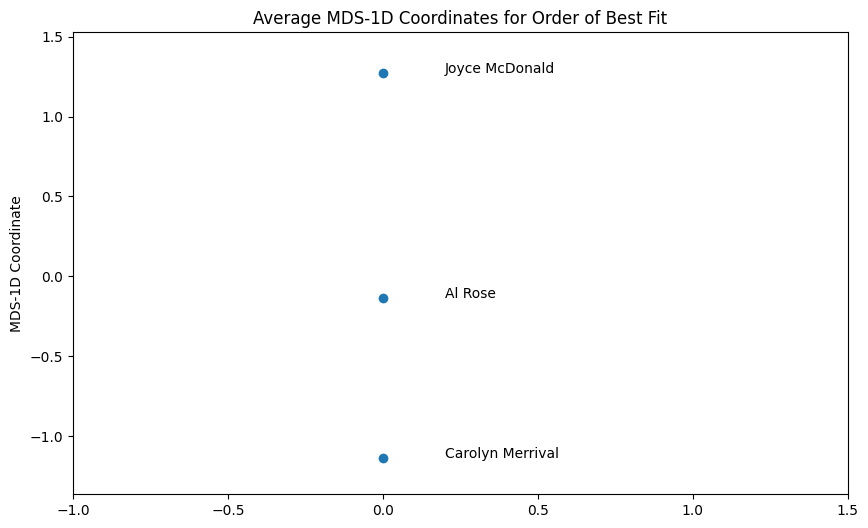 Average MDS-1D Coordinates for Order of Best Fit
MDS-1D Coordinate
1.5
1.0
0.5
0.0
−0.5
−1.0
Joyce McDonald
Al Rose
Carolyn Merrival
−1.0 −0.5 0.0 0.5 1.0 1.5